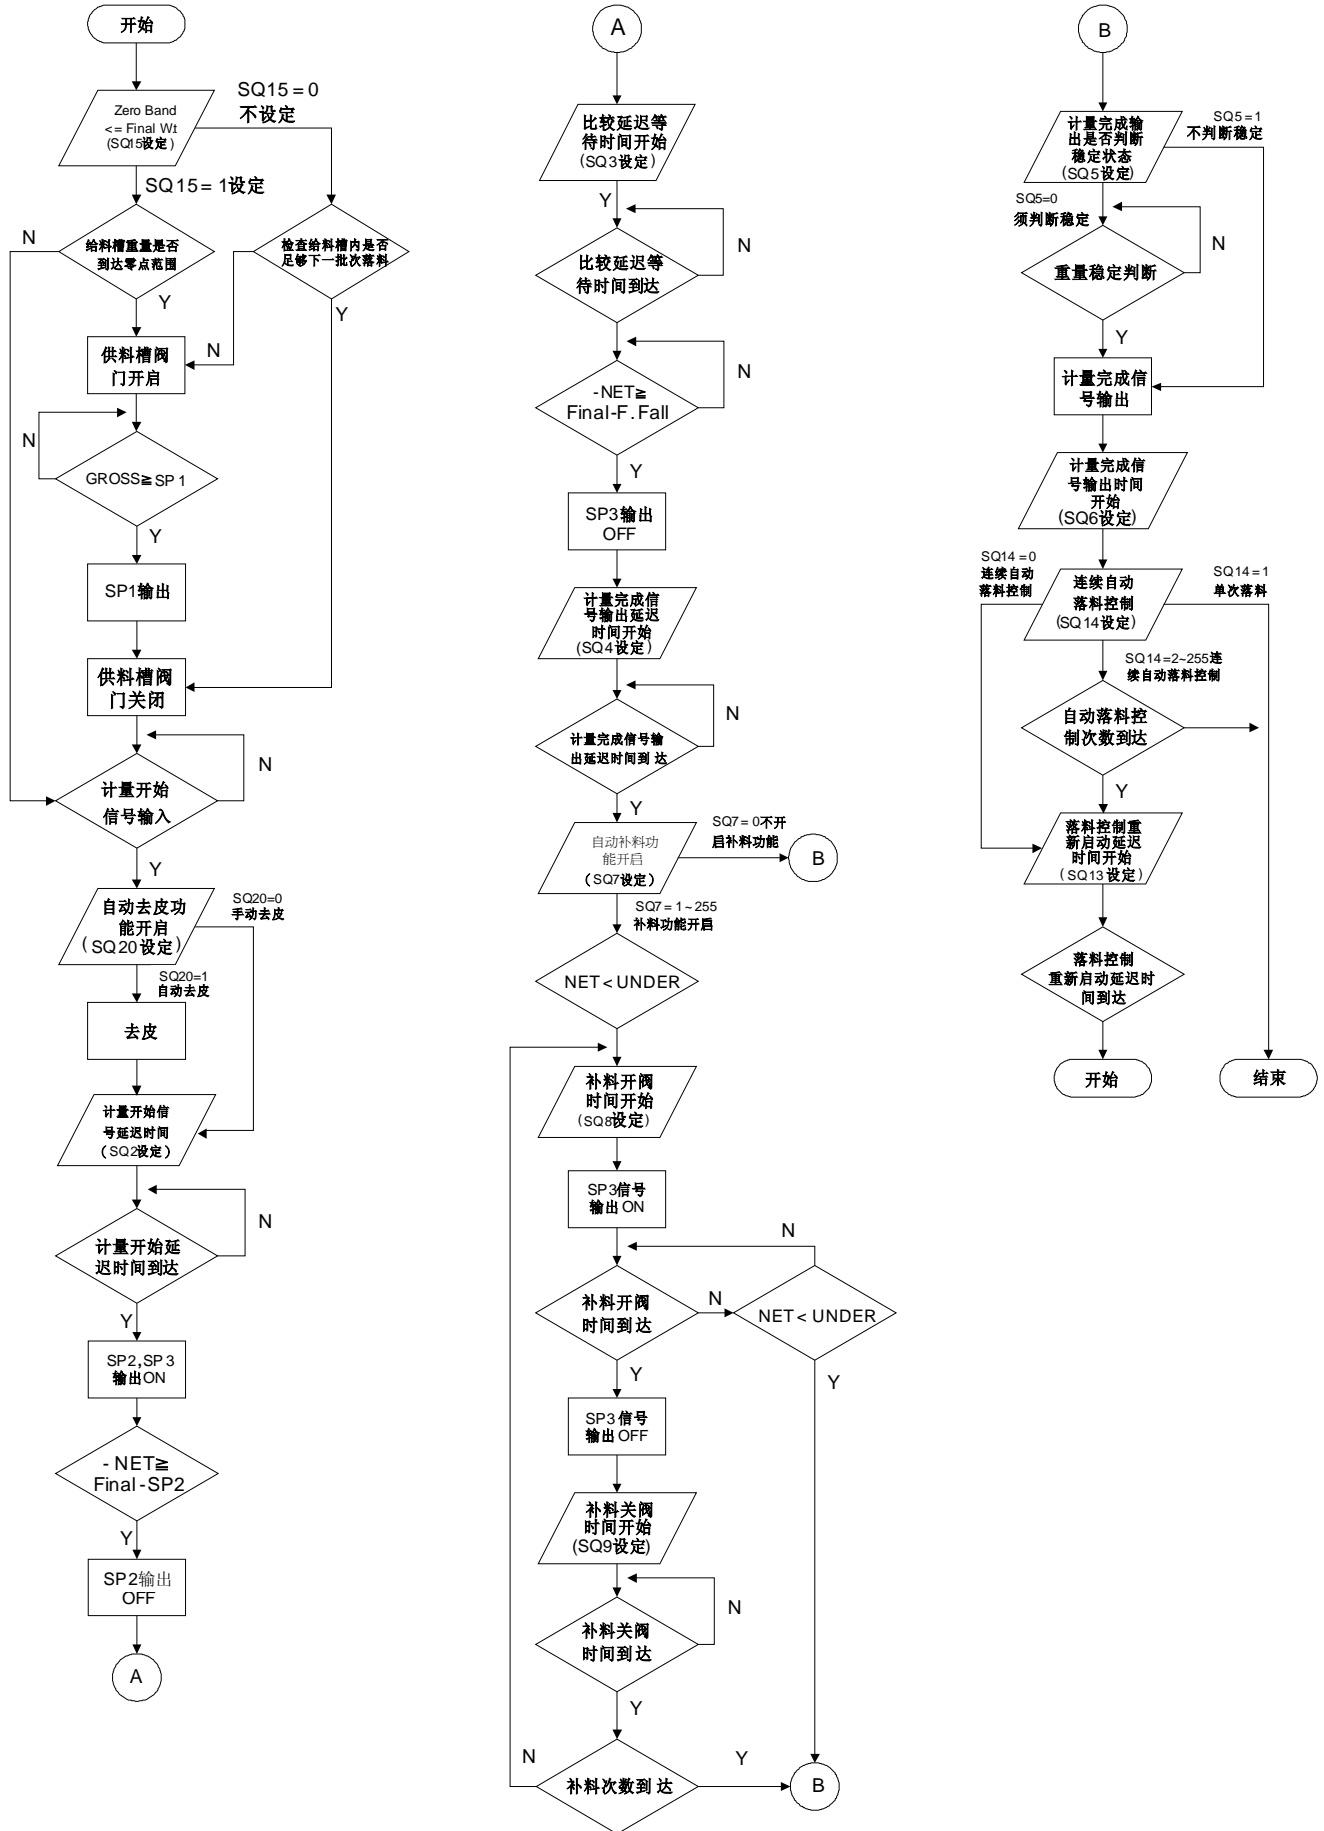 开始
Zero Band
<= Final Wt
(SQ15设定)
SQ15=0
不设定
SQ15=1设定
N
给料槽重量是否
到达零点范围
Y
检查给料槽内是否
足够下一批次落料
Y
N
供料槽阀
门开启
N
GROSS≧SP1
Y
SP1输出
供料槽阀
门关闭
N
计量开始
信号输入
Y
自动去皮功
能开启
(SQ20设定)
SQ20=0
手动去皮
SQ20=1
自动去皮
去皮
计量开始信
号延迟时间
(SQ2设定)
N
计量开始延
迟时间到达
Y
SP2,SP3
输出ON
-NET≧
Final-SP2
Y
SP2输出
OFF
A
A
比较延迟等
待时间开始
(SQ3设定)
Y
N
比较延迟等
待时间到达
N
-NET≧
Final-F.Fall
Y
SP3输出
OFF
计量完成信
号输出延迟
时间开始
(SQ4设定)
N
计量完成信号输
出延迟时间到达
Y
自动补料功
能开启
(SQ7设定)
SQ7=0不开
启补料功能
B
SQ7=1~255
补料功能开启
NET<UNDER
补料开阀
时间开始
(SQ8设定)
SP3信号
输出ON
N
补料开阀
时间到达
N
NET<UNDER
Y
Y
SP3信号
输出OFF
补料关阀
时间开始
(SQ9设定)
N
补料关阀
时间到达
Y
N
补料次数到达
Y
B
B
计量完成输
出是否判断
稳定状态
(SQ5设定)
SQ5=1
不判断稳定
SQ5=0
须判断稳定
N
重量稳定判断
Y
计量完成信
号输出
计量完成信
号输出时间
开始
(SQ6设定)
SQ14=0
连续自动
落料控制
连续自动
落料控制
(SQ14设定)
SQ14=1
单次落料
SQ14=2~255连
续自动落料控制
自动落料控
制次数到达
Y
落料控制重
新启动延迟
时间开始
(SQ13设定)
落料控制
重新启动延迟时
间到达
开始
结束